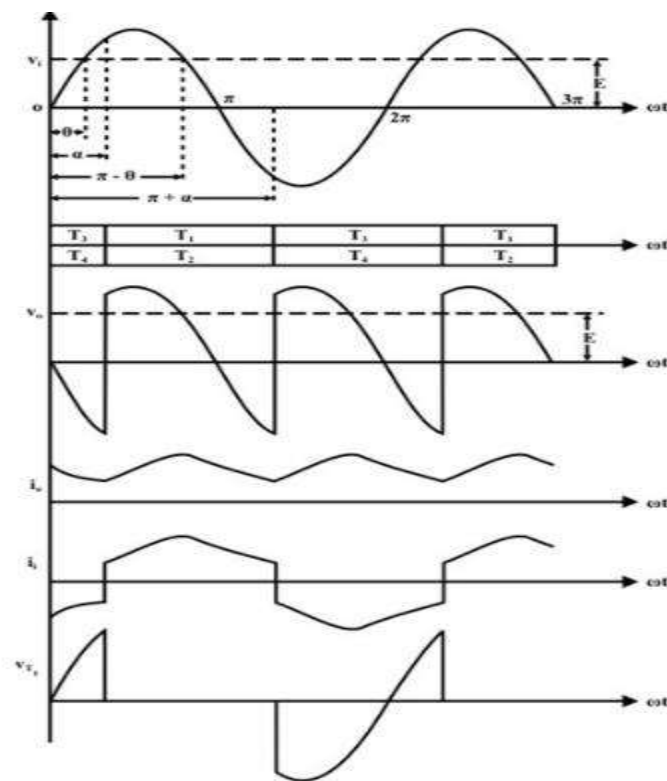 vᵢ
E
π
3π
o
ωt
2π
θ
α
π - θ
π + α
T₃ T₁ T₃ T₁
ωt
T₄ T₂ T₄ T₂
vₒ
E
ωt
iₒ
ωt
iᵢ
ωt
ωt